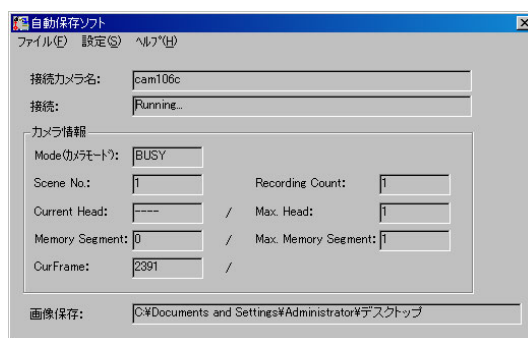 自動保存ソフト
ファイル(F) 設定(S) ﾍﾙﾌﾟ(H)
接続カメラ名: cam106c
接続: Running...
カメラ情報
Mode(ｶﾒﾗﾓｰﾄﾞ): BUSY
Scene No.: 1 Recording Count: 1
Current Head: ---- / Max. Head: 1
Memory Segment: 0 / Max. Memory Segment: 1
CurFrame: 2391 /
画像保存: C:¥Documents and Settings¥Administrator¥デスクトップ